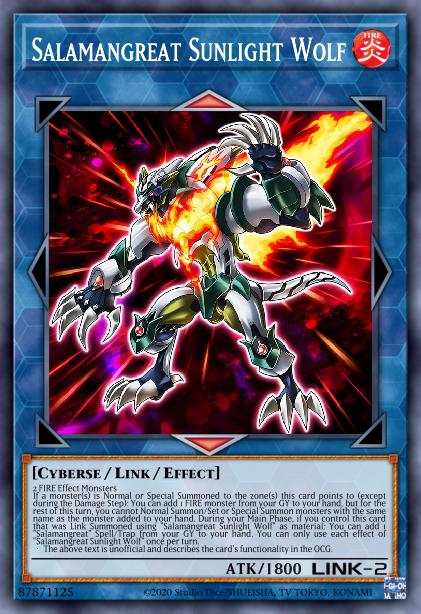 SALAMANGREAT SUNLIGHT WOLF
FIRE
炎
[CYBERSE / LINK / EFFECT]
2 FIRE Effect Monsters
If a monster(s) is Normal or Special Summoned to the zone(s) this card points to (except
during the Damage Step): You can add 1 FIRE monster from your GY to your hand, but for the
rest of this turn, you cannot Normal Summon/Set or Special Summon monsters with the same
name as the monster added to your hand. During your Main Phase, if you control this card
that was Link Summoned using "Salamangreat Sunlight Wolf" as material: You can add 1
"Salamangreat" Spell/Trap from your GY to your hand. You can only use each effect of
"Salamangreat Sunlight Wolf" once per turn.
· The above text is unofficial and describes the card's functionality in the OCG.
ATK/1800 LINK-2
87871125
©2020 Studio Dice/SHUEISHA, TV TOKYO, KONAMI